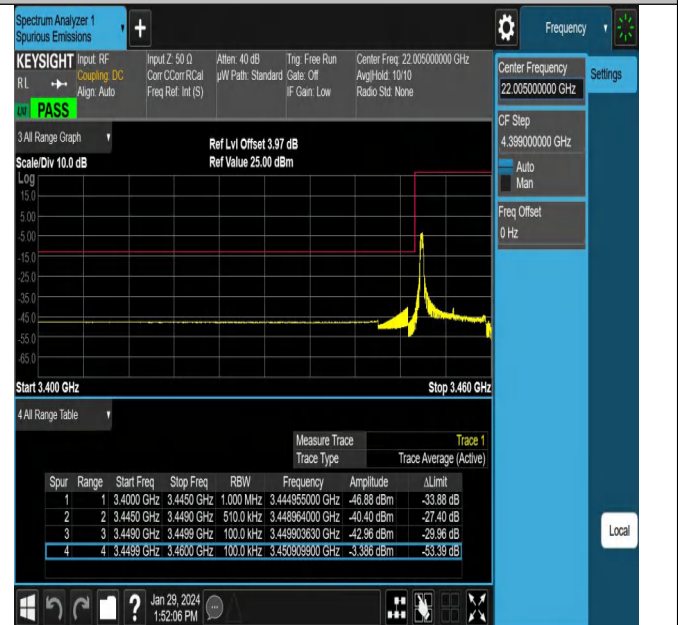 Spectrum Analyzer 1
Spurious Emissions
Frequency
KEYSIGHT Input: RF Input Z: 50 Ω Atten: 40 dB Trig: Free Run Center Freq: 22.005000000 GHz
RL Coupling: DC Corr CCorr RCal µW Path: Standard Gate: Off Avg|Hold: 10/10
Align: Auto Freq Ref: Int (S) IF Gain: Low Radio Std: None
PASS
Center Frequency
22.005000000 GHz
Settings
CF Step
4.399000000 GHz
Auto
Man
Freq Offset
0 Hz
Local
3 All Range Graph
Ref Lvl Offset 3.97 dB
Scale/Div 10.0 dB Ref Value 25.00 dBm
Log
15.0
5.00
-5.00
-15.0
-25.0
-35.0
-45.0
-55.0
-65.0
Start 3.400 GHz Stop 3.460 GHz
4 All Range Table
Measure Trace Trace 1
Trace Type Trace Average (Active)
Spur Range Start Freq Stop Freq RBW Frequency Amplitude ΔLimit
1 1 3.4000 GHz 3.4450 GHz 1.000 MHz 3.444955000 GHz -46.88 dBm -33.88 dB
2 2 3.4450 GHz 3.4490 GHz 510.0 kHz 3.448964000 GHz -40.40 dBm -27.40 dB
3 3 3.4490 GHz 3.4499 GHz 100.0 kHz 3.449903630 GHz -42.96 dBm -29.96 dB
4 4 3.4499 GHz 3.4600 GHz 100.0 kHz 3.450909900 GHz -3.386 dBm -53.39 dB
Jan 29, 2024
1:52:06 PM